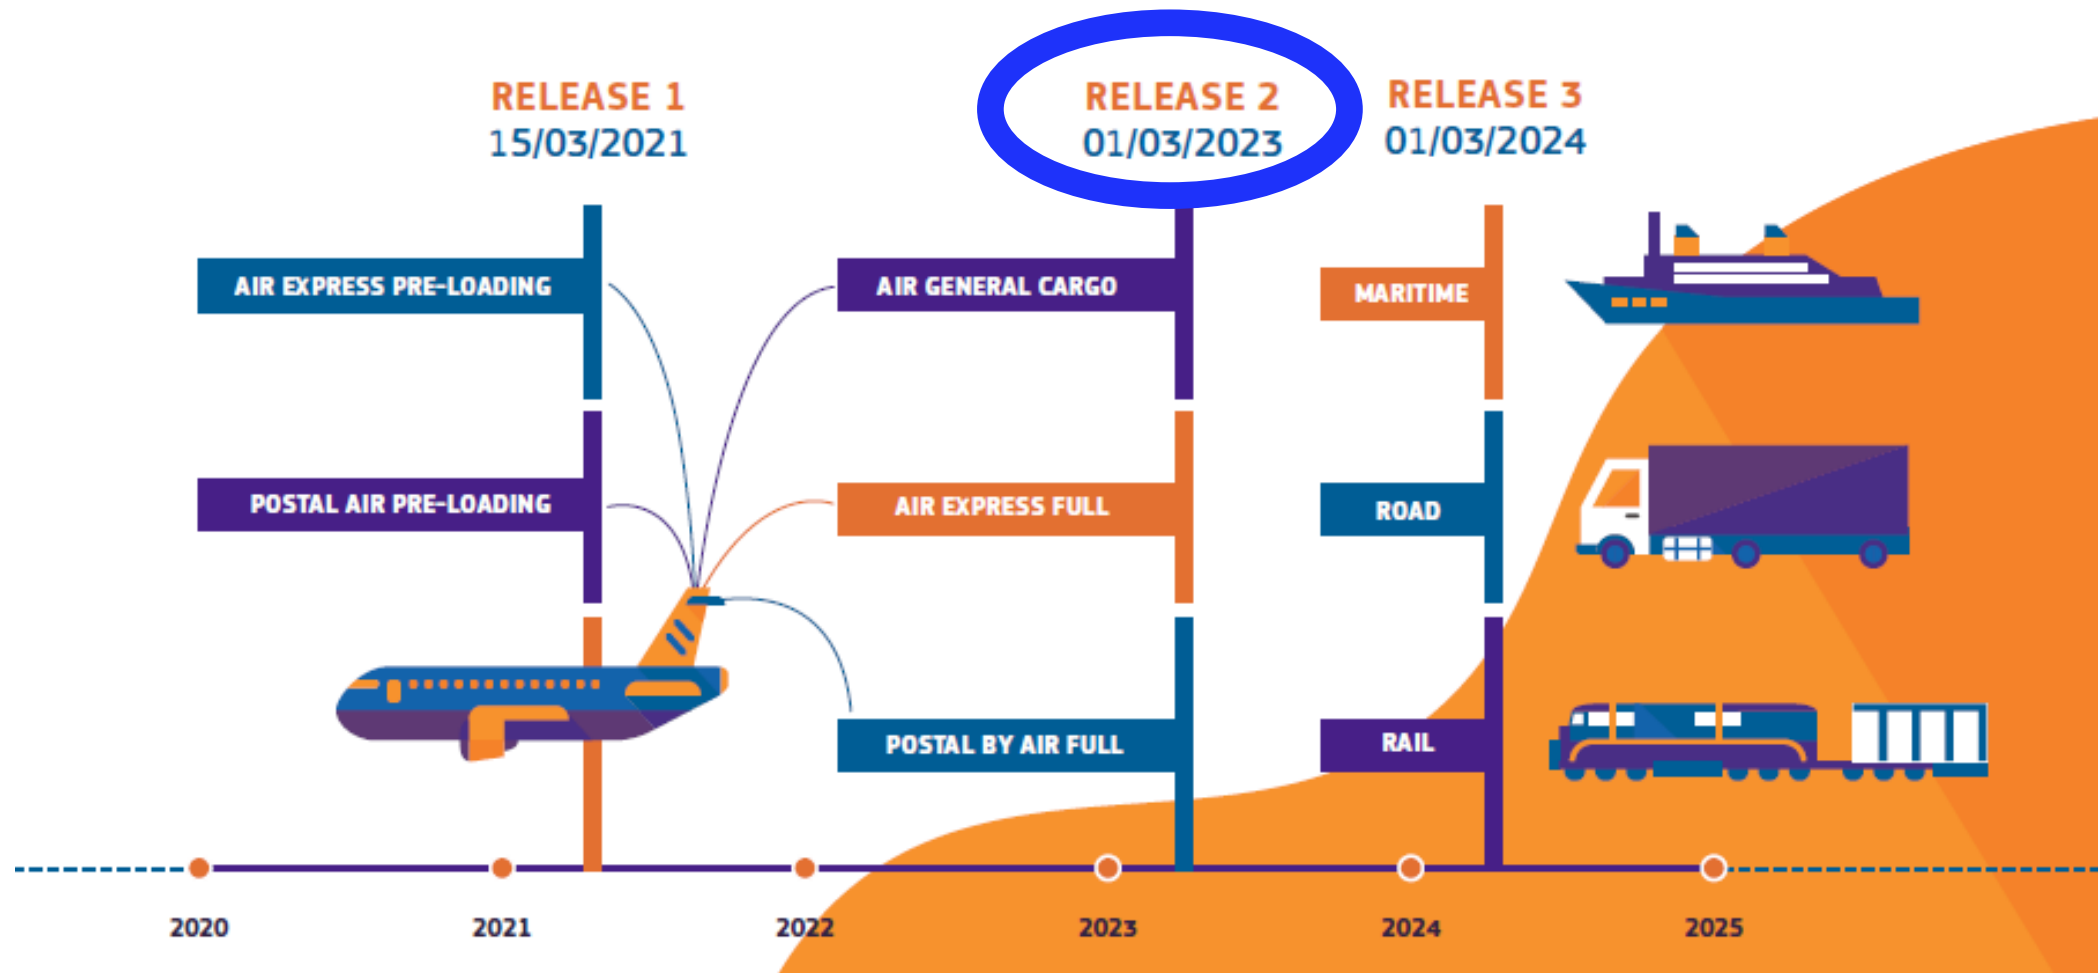 RELEASE 1
15/03/2021
RELEASE 2
01/03/2023
RELEASE 3
01/03/2024
AIR EXPRESS PRE-LOADING
AIR GENERAL CARGO
MARITIME
POSTAL AIR PRE-LOADING
AIR EXPRESS FULL
ROAD
POSTAL BY AIR FULL
RAIL
2020
2021
2022
2023
2024
2025